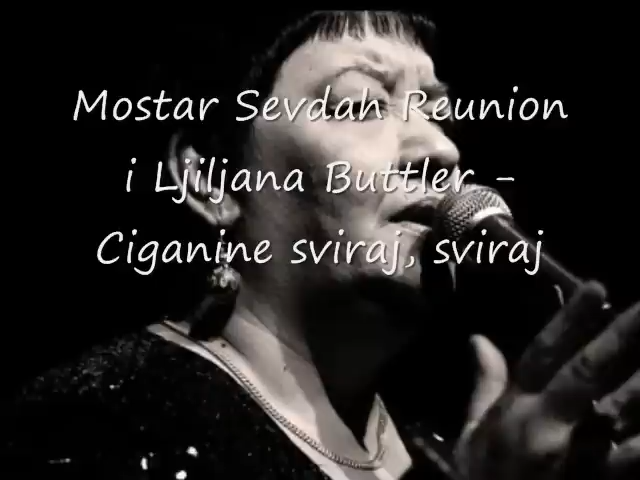 Mostar Sevdah Reunion
i Ljiljana Buttler -
Ciganine sviraj, sviraj